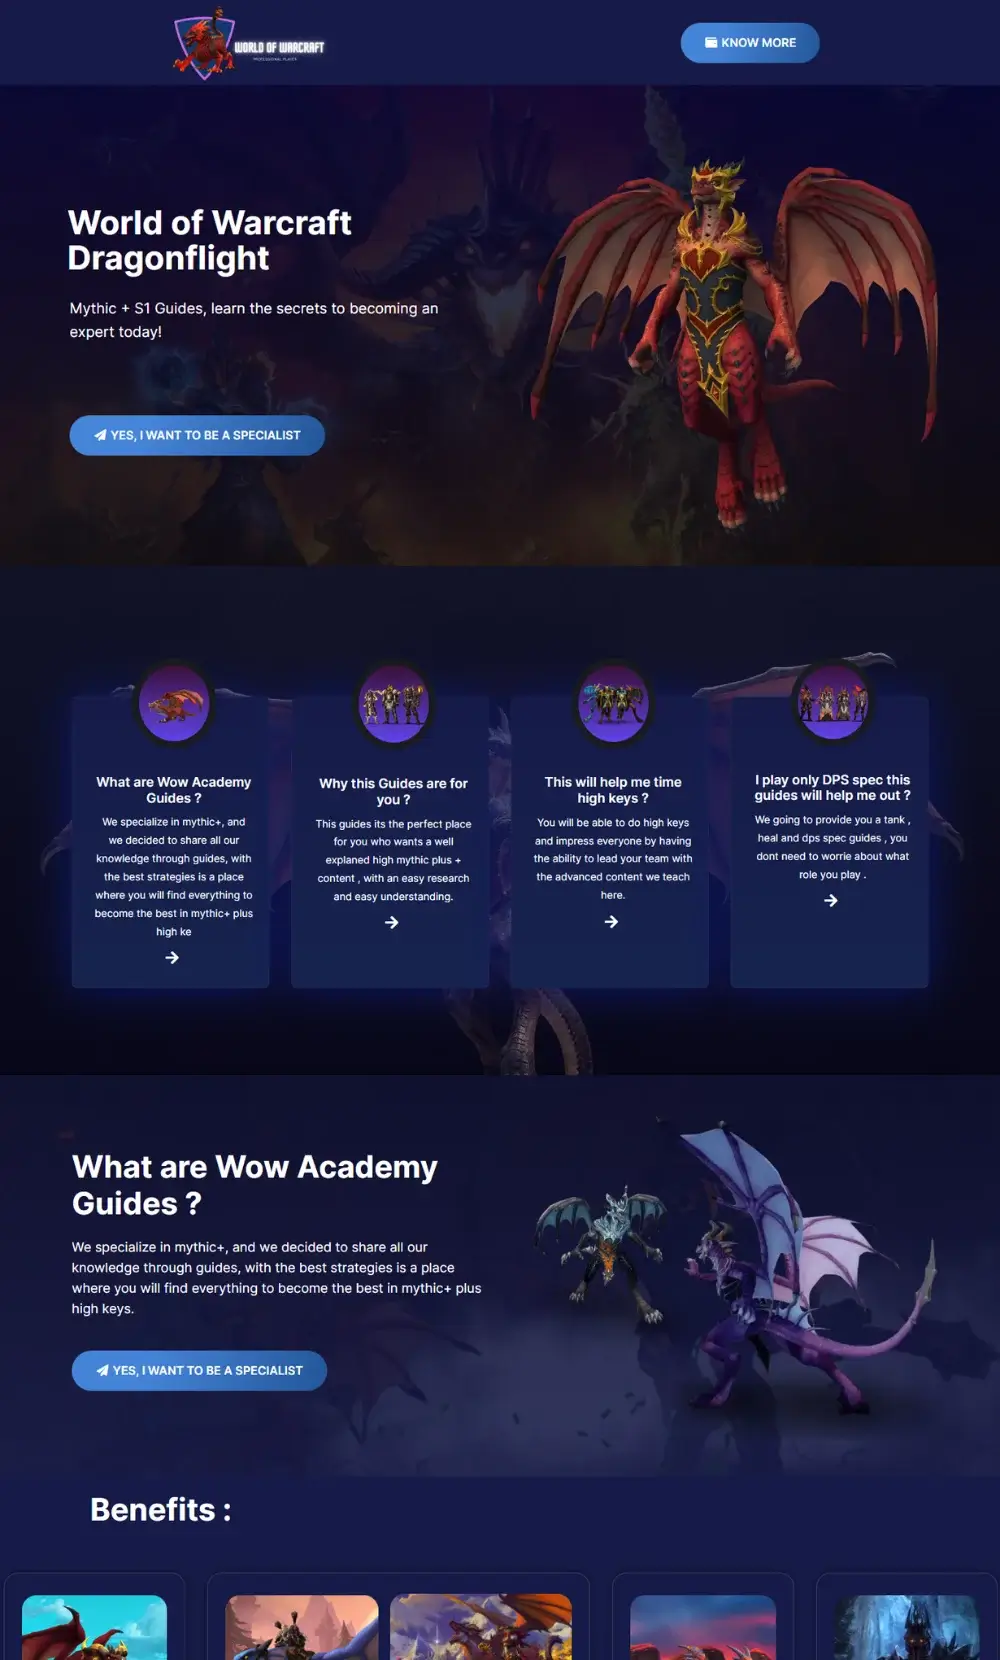 WORLD OF WARCRAFT
PROFESSIONAL PLAYER
KNOW MORE
World of Warcraft
Dragonflight
Mythic + S1 Guides, learn the secrets to becoming an
expert today!
YES, I WANT TO BE A SPECIALIST
What are Wow Academy
Guides ?
We specialize in mythic+, and
we decided to share all our
knowledge through guides, with
the best strategies is a place
where you will find everything to
become the best in mythic+ plus
high ke
Why this Guides are for
you ?
This guides its the perfect place
for you who wants a well
explaned high mythic plus +
content , with an easy research
and easy understanding.
This will help me time
high keys ?
You will be able to do high keys
and impress everyone by having
the ability to lead your team with
the advanced content we teach
here.
I play only DPS spec this
guides will help me out ?
We going to provide you a tank ,
heal and dps spec guides , you
dont need to worrie about what
role you play .
What are Wow Academy
Guides ?
We specialize in mythic+, and we decided to share all our
knowledge through guides, with the best strategies is a place
where you will find everything to become the best in mythic+ plus
high keys.
YES, I WANT TO BE A SPECIALIST
Benefits :